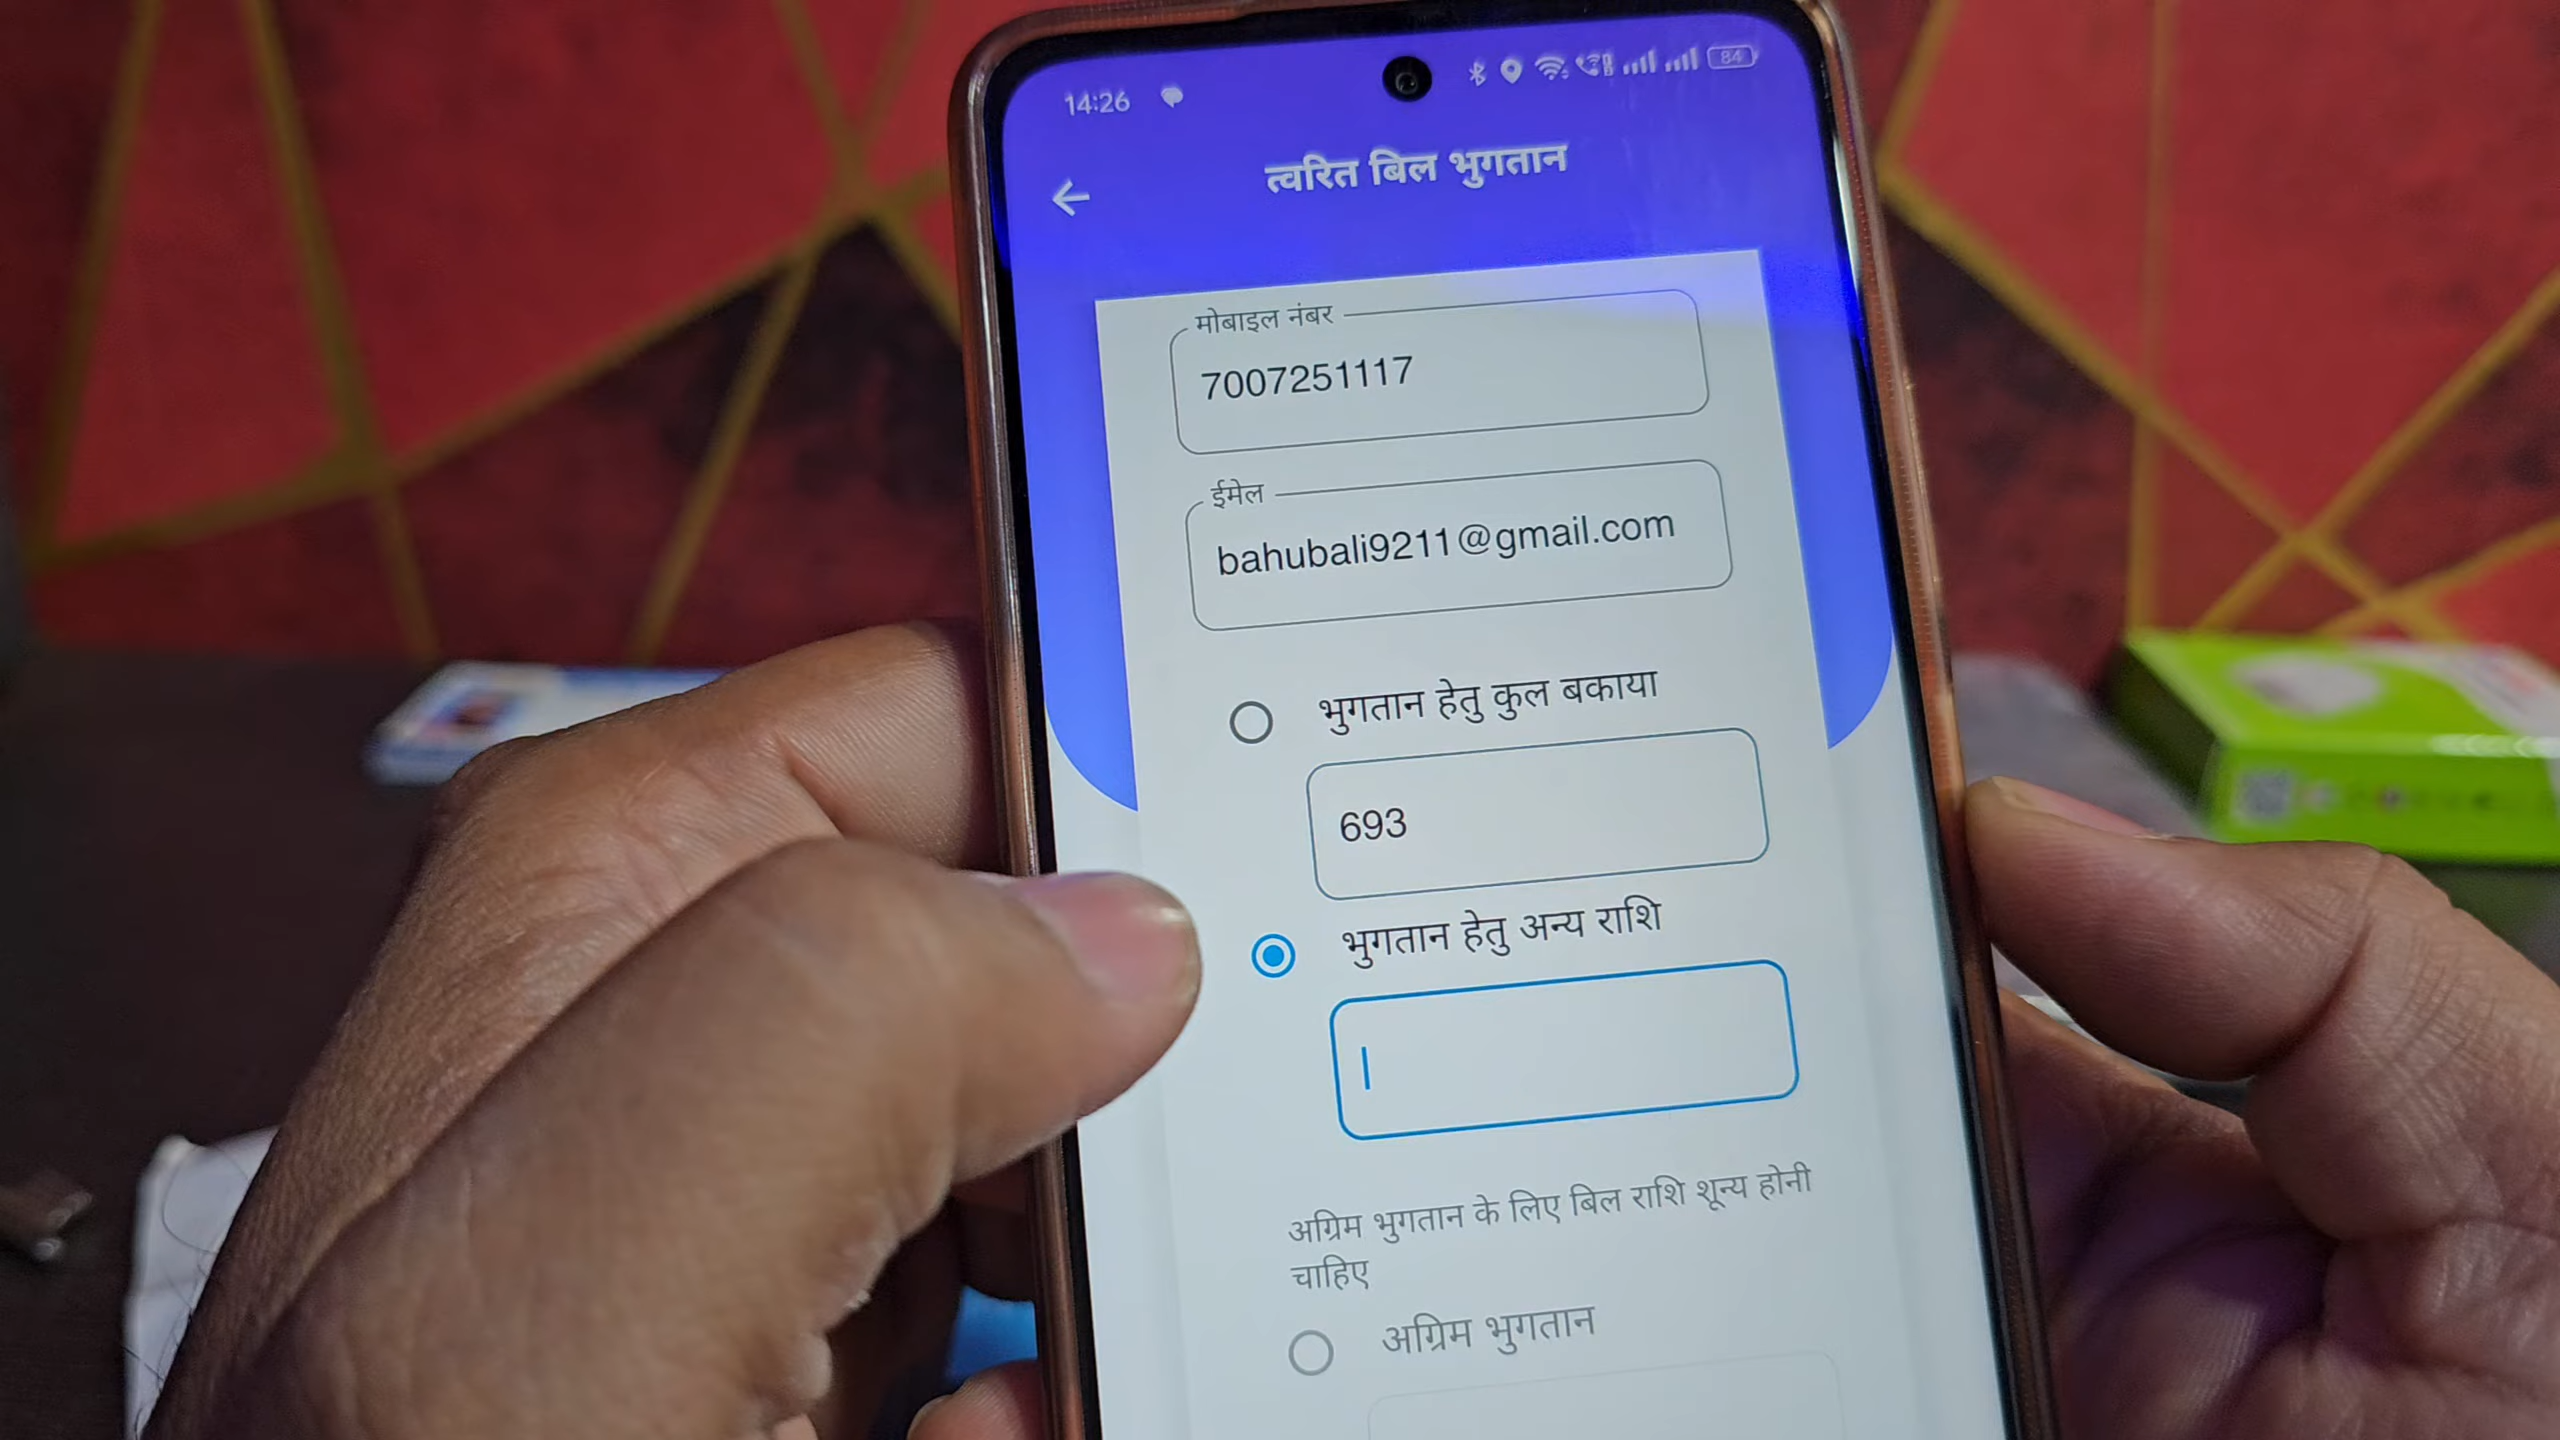 14:26
84
त्वरित बिल भुगतान
मोबाइल नंबर
7007251117
ईमेल
bahubali9211@gmail.com
भुगतान हेतु कुल बकाया
693
भुगतान हेतु अन्य राशि
अग्रिम भुगतान के लिए बिल राशि शून्य होनी
चाहिए
अग्रिम भुगतान